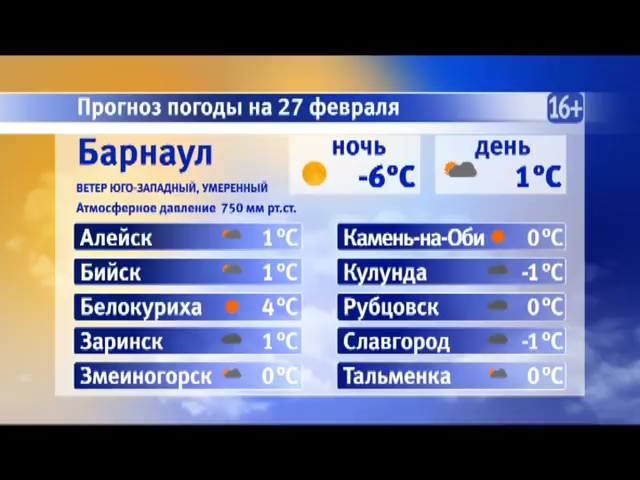 Прогноз погоды на 27 февраля
16+
Барнаул
ВЕТЕР ЮГО-ЗАПАДНЫЙ, УМЕРЕННЫЙ
Атмосферное давление 750 мм рт.ст.
ночь
-6°C
день
1°C
Алейск 1°C
Бийск 1°C
Белокуриха 4°C
Заринск 1°C
Змеиногорск 0°C
Камень-на-Оби 0°C
Кулунда -1°C
Рубцовск 0°C
Славгород -1°C
Тальменка 0°C